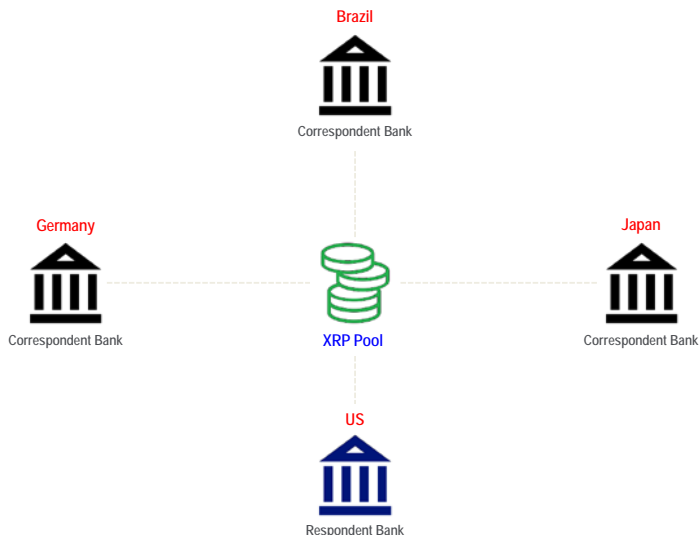 Brazil
Correspondent Bank
Germany
Japan
Correspondent Bank
XRP Pool
Correspondent Bank
US
Respondent Bank